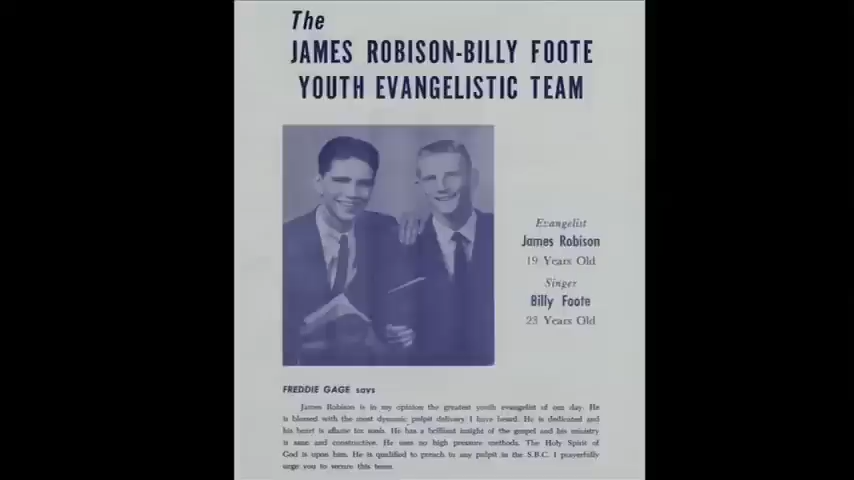 The
JAMES ROBISON-BILLY FOOTE
YOUTH EVANGELISTIC TEAM
Evangelist
James Robison
19 Years Old
Singer
Billy Foote
23 Years Old
FREDDIE GAGE says
James Robison is in my opinion the greatest youth evangelist of our day. He
is blessed with the most dynamic pulpit delivery I have heard. He is dedicated and
his heart is aflame for souls. He has a brilliant insight of the gospel and his ministry
is sane and constructive. He uses no high pressure methods. The Holy Spirit of
God is upon him. He is qualified to preach in any pulpit in the S.B.C. I prayerfully
urge you to secure this team.